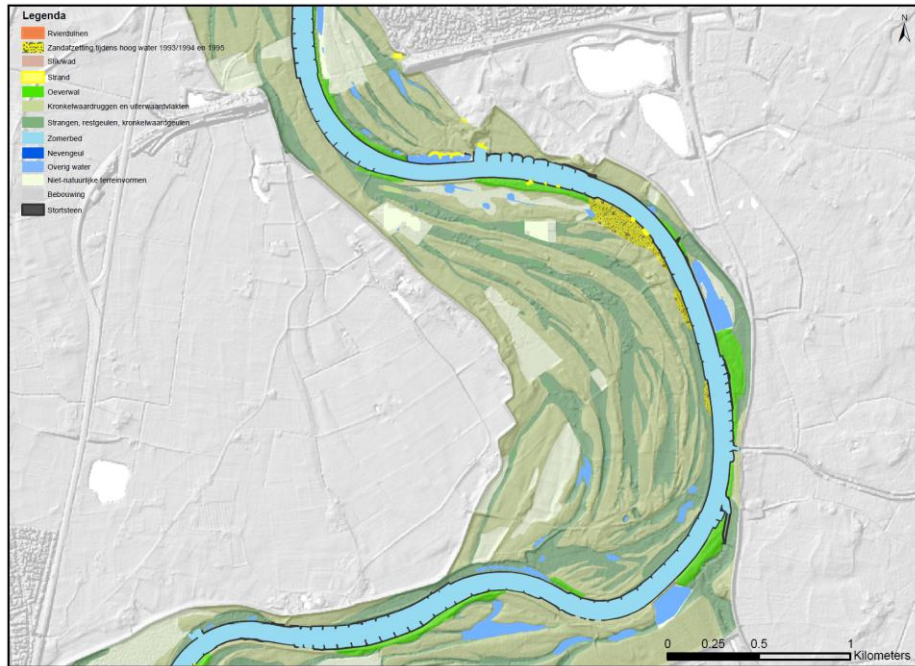 Legenda
Rvierduinen
Zandafzetting tijdens hoog water 1993/1994 en 1995
Slikwad
Strand
Oeverwal
Kronkelwaardruggen en uiterwaardvlakten
Strangen, restgeulen, kronkelwaardgeulen
Zomerbed
Nevengeul
Overig water
Niet-natuurlijke terreinvormen
Bebouwing
Stortsteen
N
0 0.25 0.5 1
Kilometers